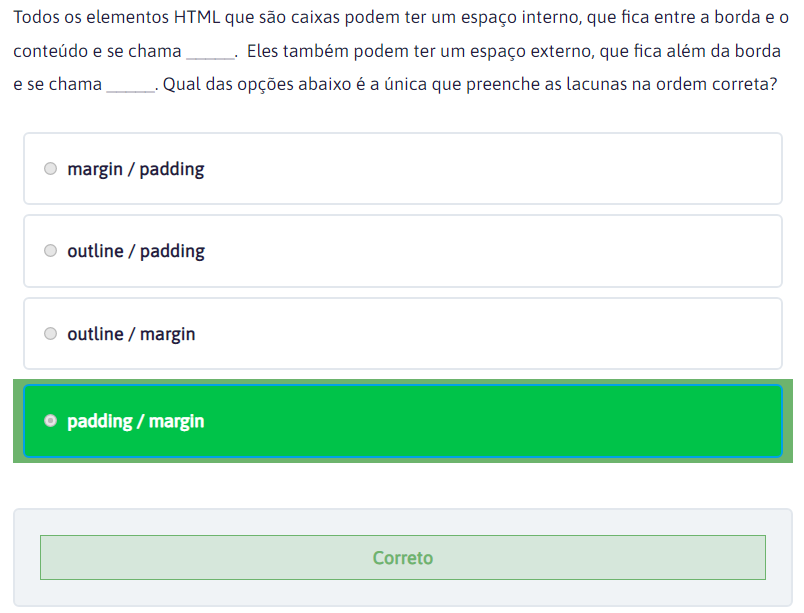 Todos os elementos HTML que são caixas podem ter um espaço interno, que fica entre a borda e o
conteúdo e se chama _____.  Eles também podem ter um espaço externo, que fica além da borda
e se chama _____. Qual das opções abaixo é a única que preenche as lacunas na ordem correta?
margin / padding
outline / padding
outline / margin
padding / margin
Correto